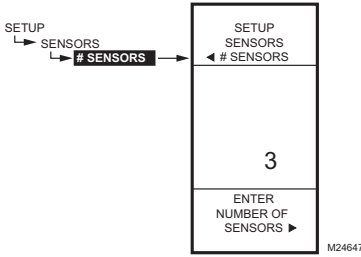 SETUP
SENSORS
# SENSORS
SETUP
SENSORS
◄ # SENSORS
3
ENTER
NUMBER OF
SENSORS ►
M24647